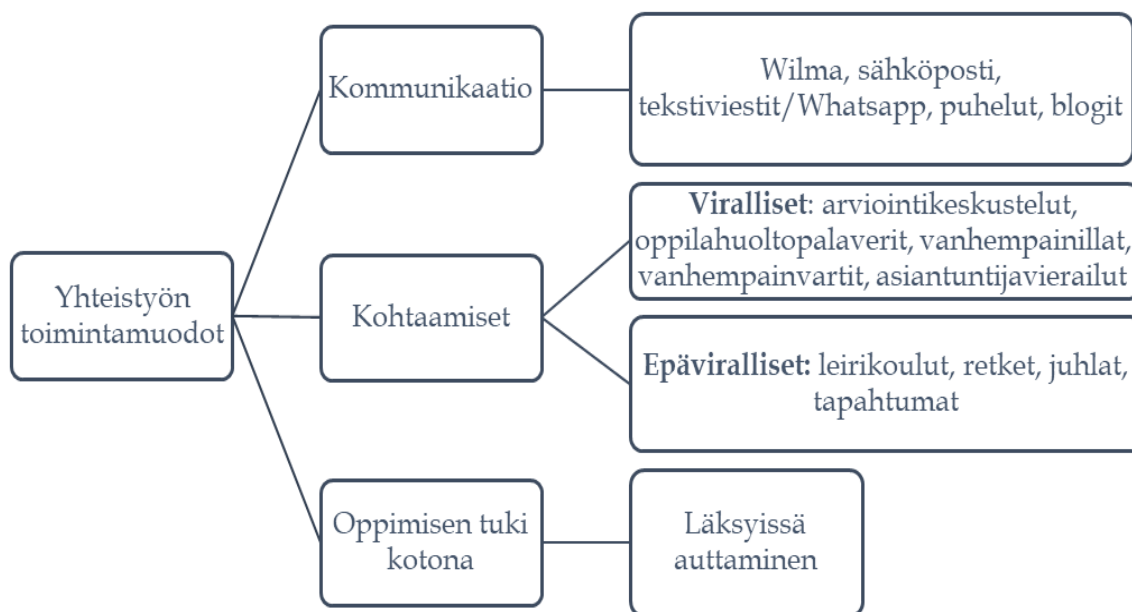 Kommunikaatio
Wilma, sähköposti,
tekstiviestit/Whatsapp, puhelut, blogit
Yhteistyön
toimintamuodot
Kohtaamiset
Viralliset: arviointikeskustelut,
oppilahuoltopalaverit, vanhempainillat,
vanhempainvartit, asiantuntijavierailut
Epäviralliset: leirikoulut, retket, juhlat,
tapahtumat
Oppimisen tuki
kotona
Läksyissä
auttaminen